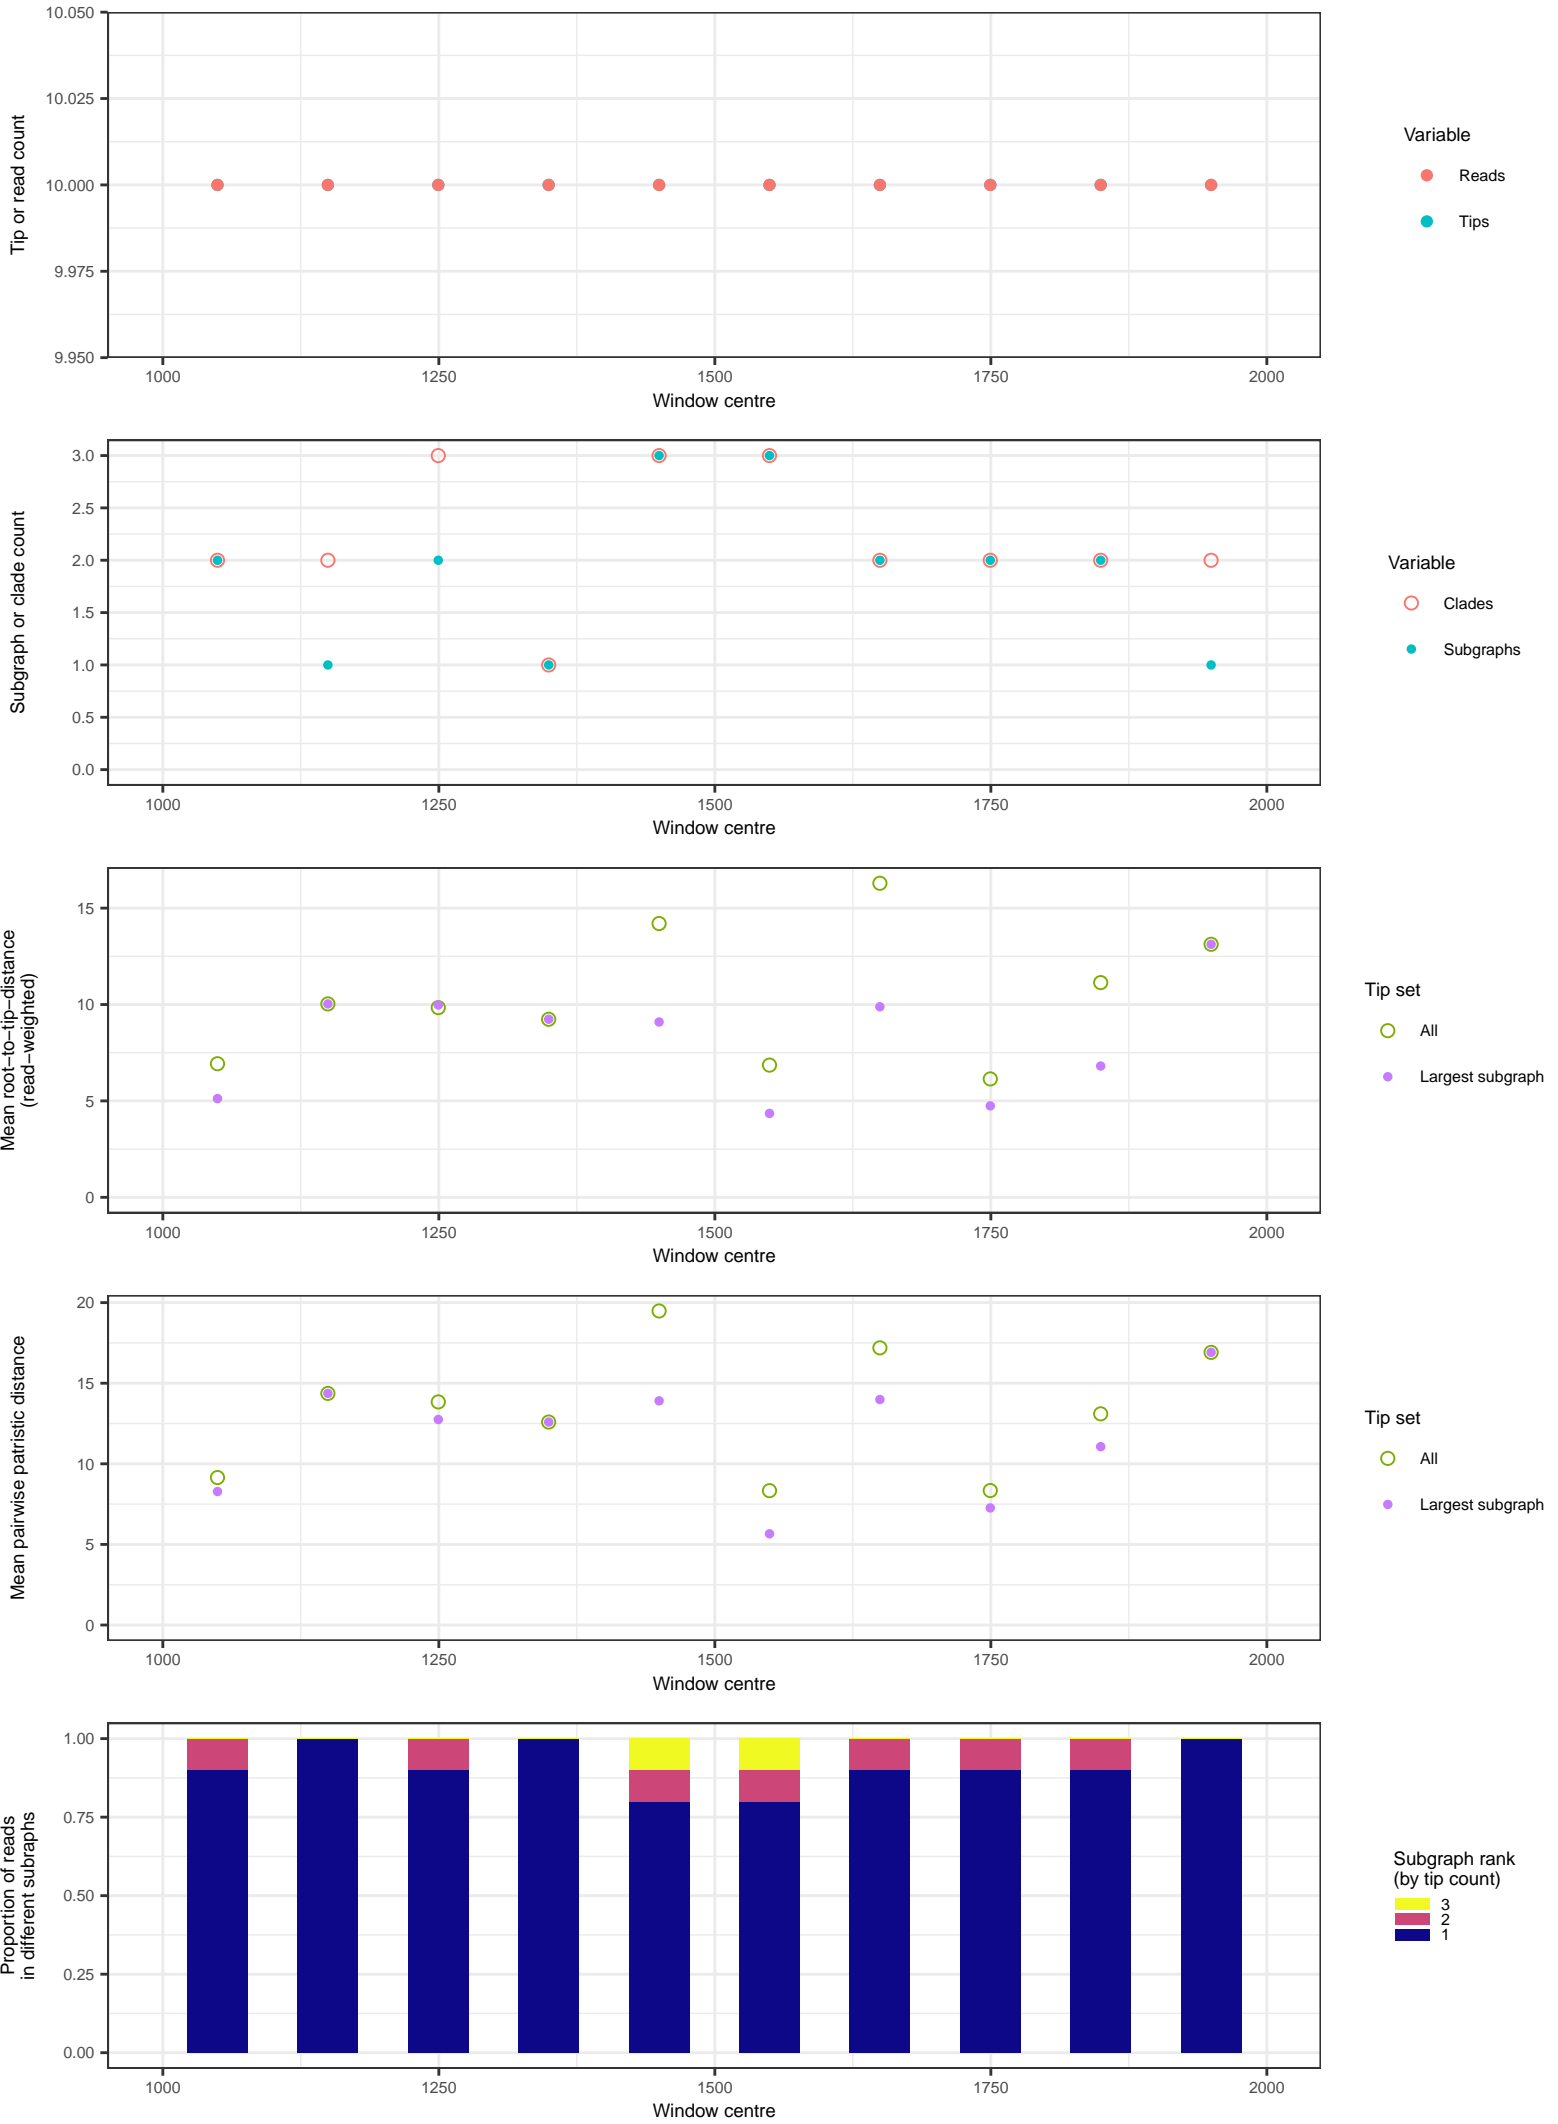 10.050
10.025
10.000
9.975
9.950
Tip or read count
1000 1250 1500 1750 2000
Window centre
Variable
Reads
Tips
3.0
2.5
2.0
1.5
1.0
0.5
0.0
Subgraph or clade count
1000 1250 1500 1750 2000
Window centre
Variable
Clades
Subgraphs
15
10
5
0
Mean root−to−tip−distance
(read−weighted)
1000 1250 1500 1750 2000
Window centre
Tip set
All
Largest subgraph
20
15
10
5
0
Mean pairwise patristic distance
1000 1250 1500 1750 2000
Window centre
Tip set
All
Largest subgraph
1.00
0.75
0.50
0.25
0.00
Proportion of reads
in different subraphs
1000 1250 1500 1750 2000
Window centre
Subgraph rank
(by tip count)
3
2
1